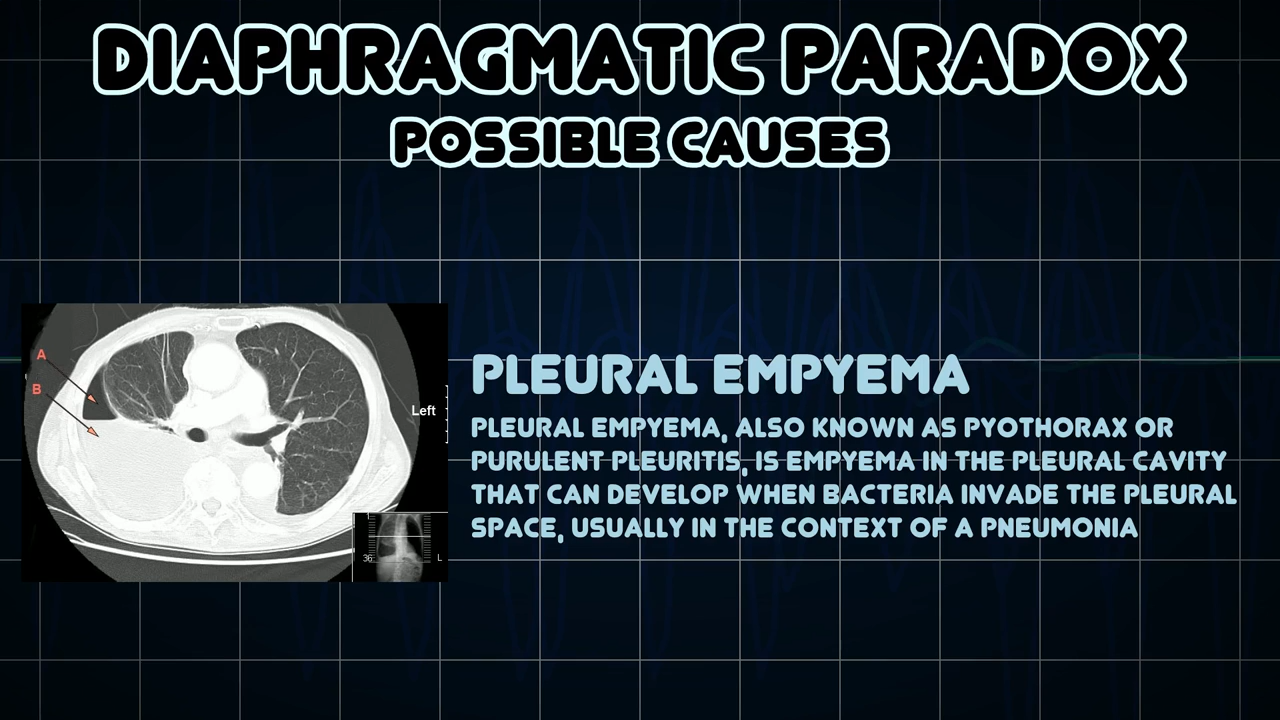 DIAPHRAGMATIC PARADOX
POSSIBLE CAUSES
A
B
Left
PLEURAL EMPYEMA
PLEURAL EMPYEMA, ALSO KNOWN AS PYOTHORAX OR
PURULENT PLEURITIS, IS EMPYEMA IN THE PLEURAL CAVITY
THAT CAN DEVELOP WHEN BACTERIA INVADE THE PLEURAL
SPACE, USUALLY IN THE CONTEXT OF A PNEUMONIA
36
L